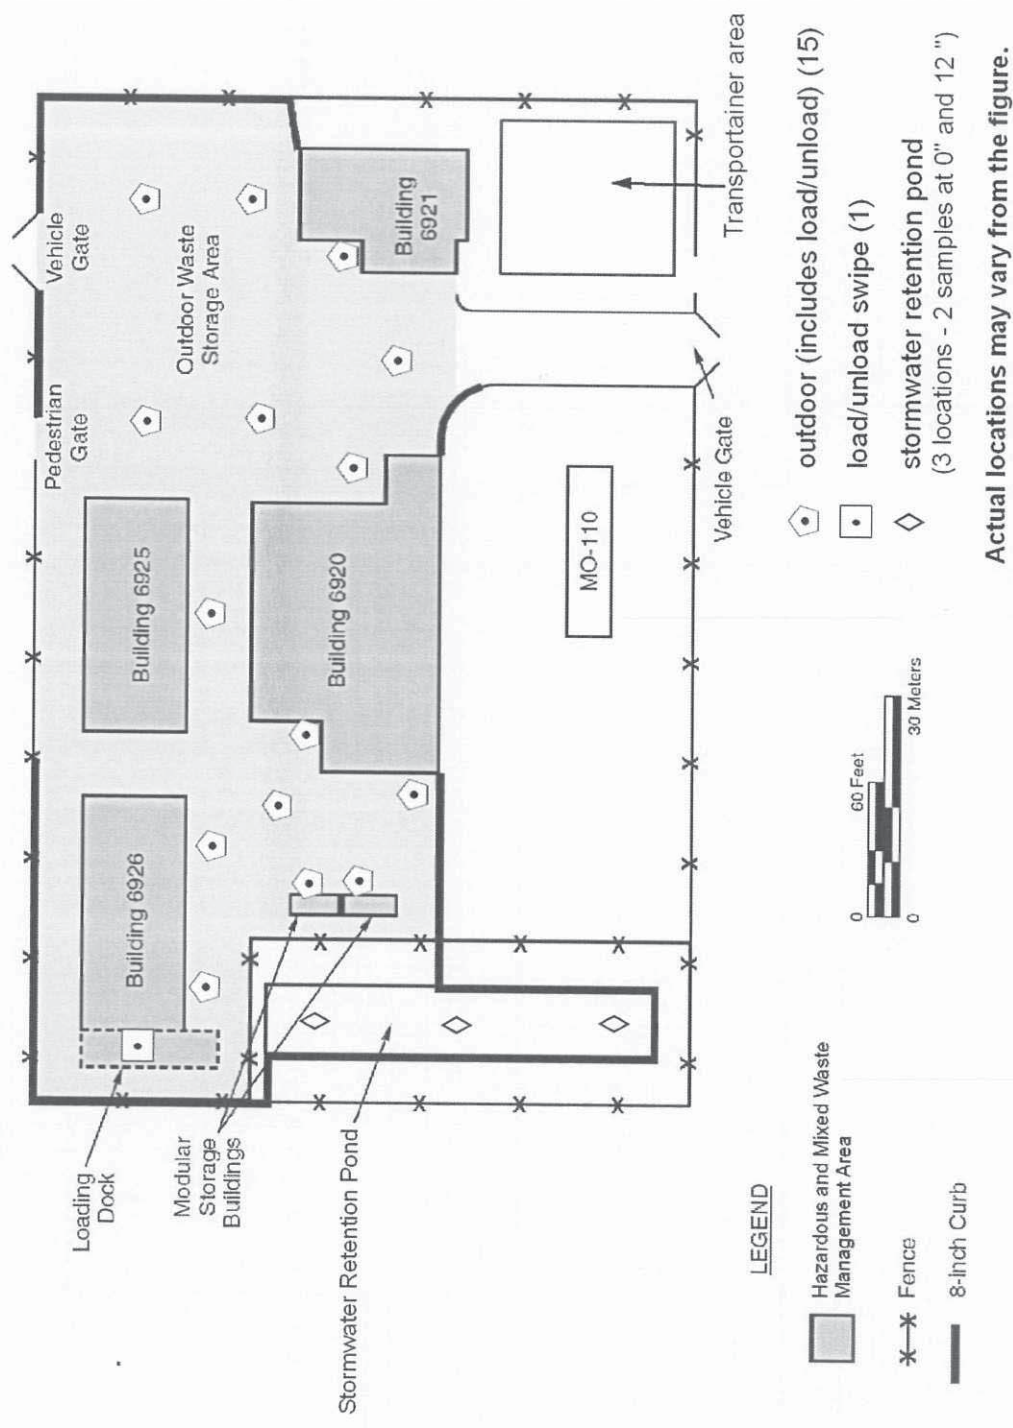 Loading
Dock
Modular
Storage
Buildings
Stormwater Retention Pond
Building 6926
Building 6925
Pedestrian
Gate
Vehicle
Gate
Outdoor Waste
Storage Area
Building 6920
Building
6921
MO-110
Vehicle Gate
Transportainer area
LEGEND
Hazardous and Mixed Waste
Management Area
Fence
8-Inch Curb
0 60 Feet
0 30 Meters
outdoor (includes load/unload) (15)
load/unload swipe (1)
stormwater retention pond
(3 locations - 2 samples at 0" and 12 ")
Actual locations may vary from the figure.